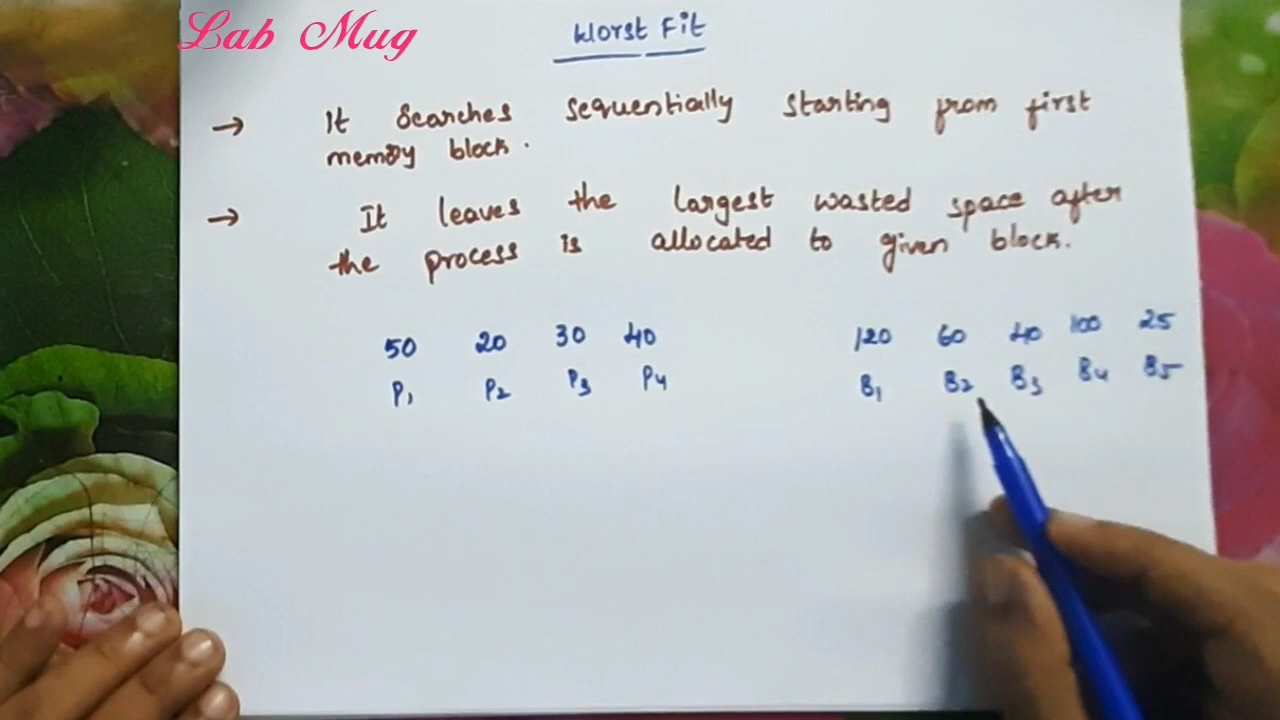 Lab Mug
Worst Fit
→ It Searches sequentially starting from first
memory block.
→ It leaves the largest wasted space after
the process is allocated to given block.
50 20 30 40 120 60 40 100 25
P1 P2 P3 P4 B1 B2 B3 B4 B5